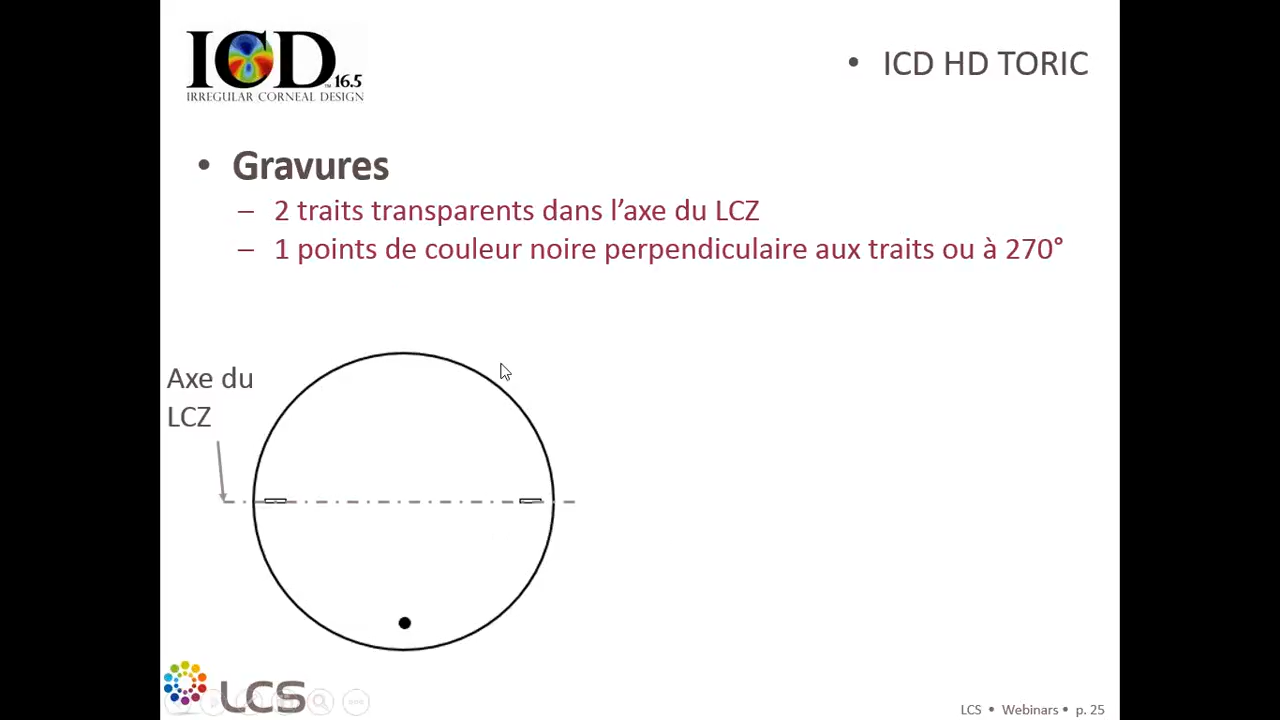 ICD™ 16.5
IRREGULAR CORNEAL DESIGN
• ICD HD TORIC
• Gravures
– 2 traits transparents dans l’axe du LCZ
– 1 points de couleur noire perpendiculaire aux traits ou à 270°
Axe du
LCZ
LCS
LCS • Webinars • p. 25